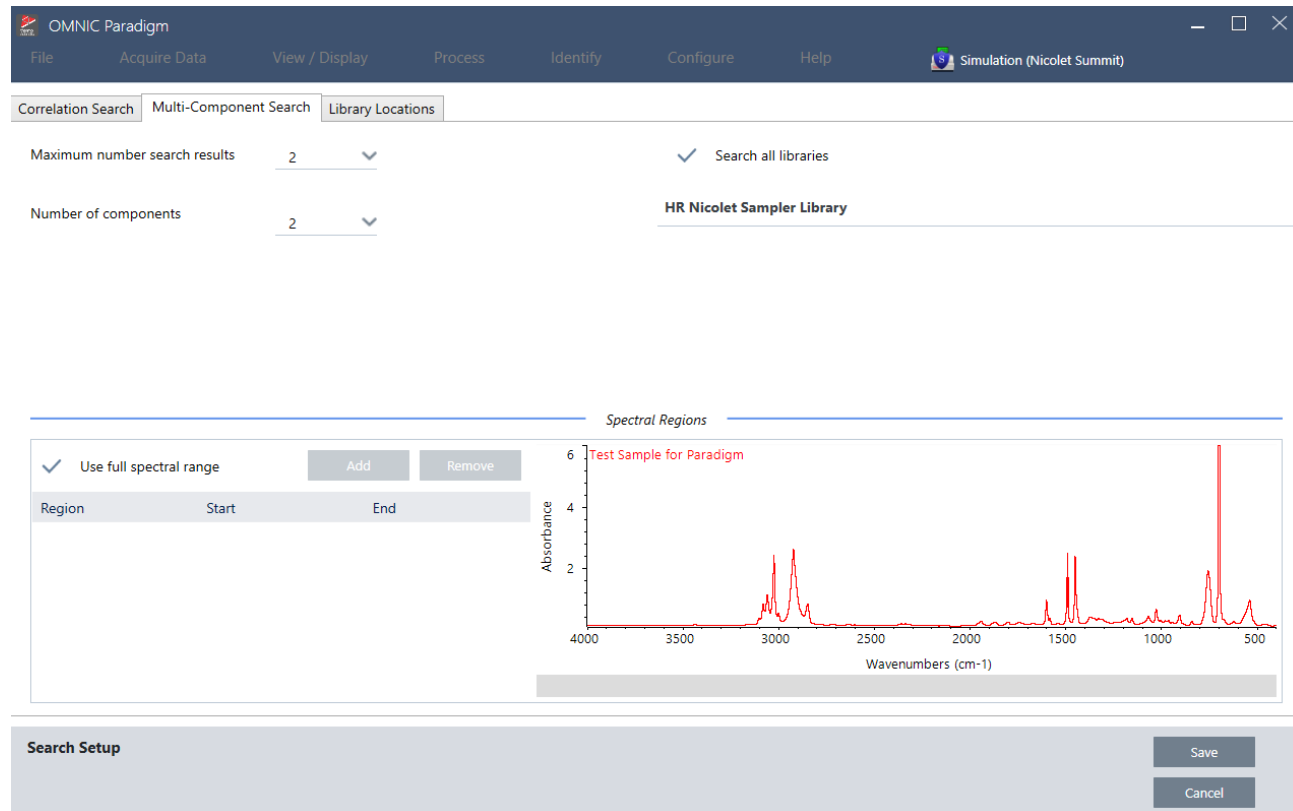 OMNIC Paradigm
File Acquire Data View / Display Process Identify Configure Help Simulation (Nicolet Summit)
Correlation Search Multi-Component Search Library Locations
Maximum number search results 2 Search all libraries
Number of components 2 HR Nicolet Sampler Library
Spectral Regions
Use full spectral range Add Remove
Region Start End
Test Sample for Paradigm
Absorbance
6
4
2
4000 3500 3000 2500 2000 1500 1000 500
Wavenumbers (cm-1)
Search Setup Save
Cancel